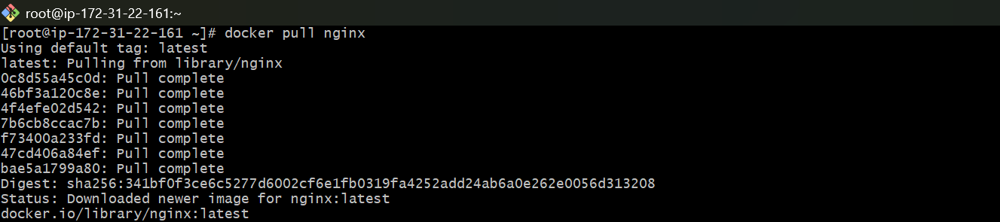 root@ip-172-31-22-161:~
[root@ip-172-31-22-161 ~]# docker pull nginx
Using default tag: latest
latest: Pulling from library/nginx
0c8d55a45c0d: Pull complete
46bf3a120c8e: Pull complete
4f4efe02d542: Pull complete
7b6cb8ccac7b: Pull complete
f73400a233fd: Pull complete
47cd406a84ef: Pull complete
bae5a1799a80: Pull complete
Digest: sha256:341bf0f3ce6c5277d6002cf6e1fb0319fa4252add24ab6a0e262e0056d313208
Status: Downloaded newer image for nginx:latest
docker.io/library/nginx:latest